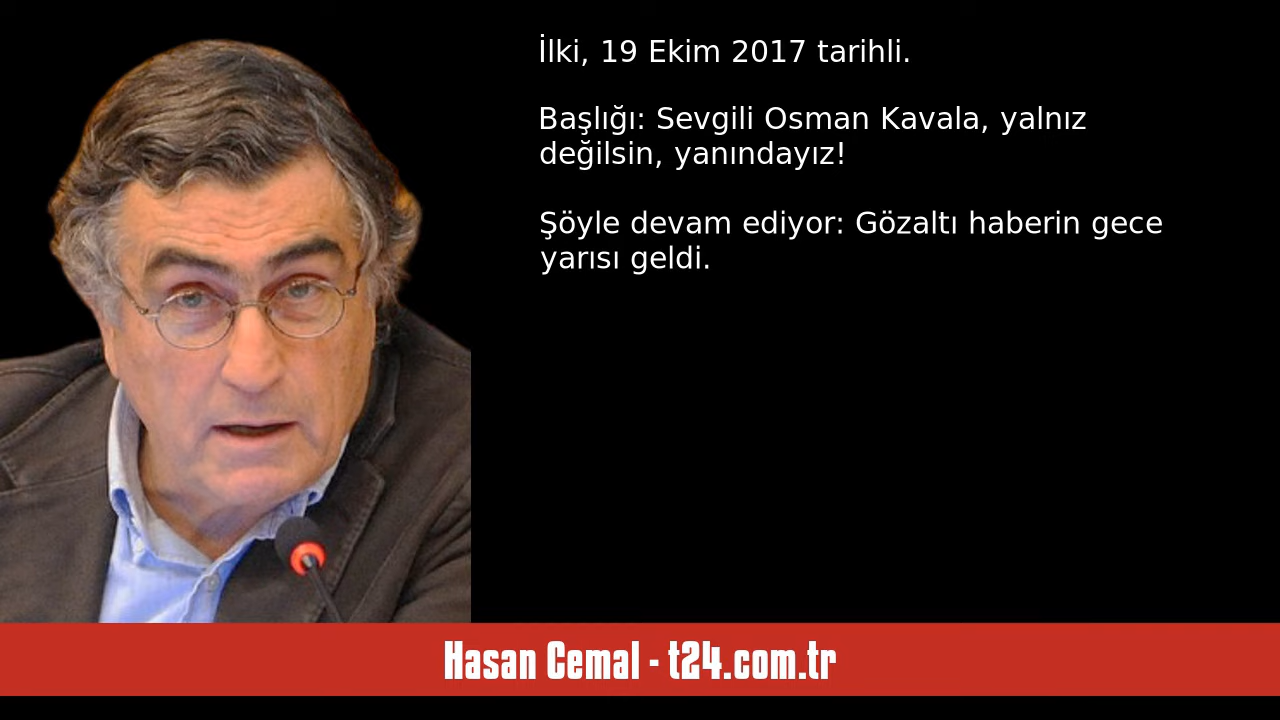 İlki, 19 Ekim 2017 tarihli.
Başlığı: Sevgili Osman Kavala, yalnız
değilsin, yanındayız!
Şöyle devam ediyor: Gözaltı haberin gece
yarısı geldi.
Hasan Cemal - t24.com.tr